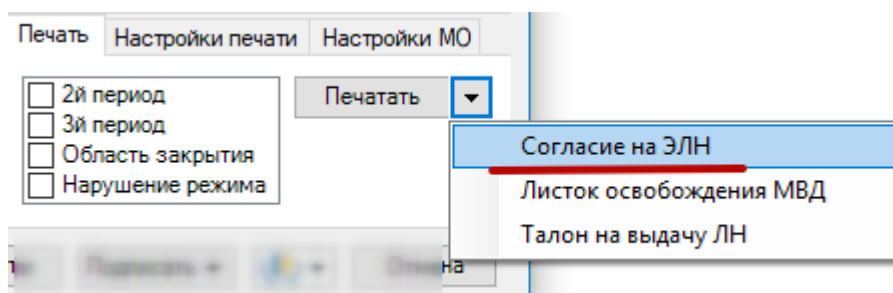 Печать Настройки печати Настройки МО
2й период
3й период
Область закрытия
Нарушение режима
Печатать
Согласие на ЭЛН
Листок освобождения МВД
Талон на выдачу ЛН